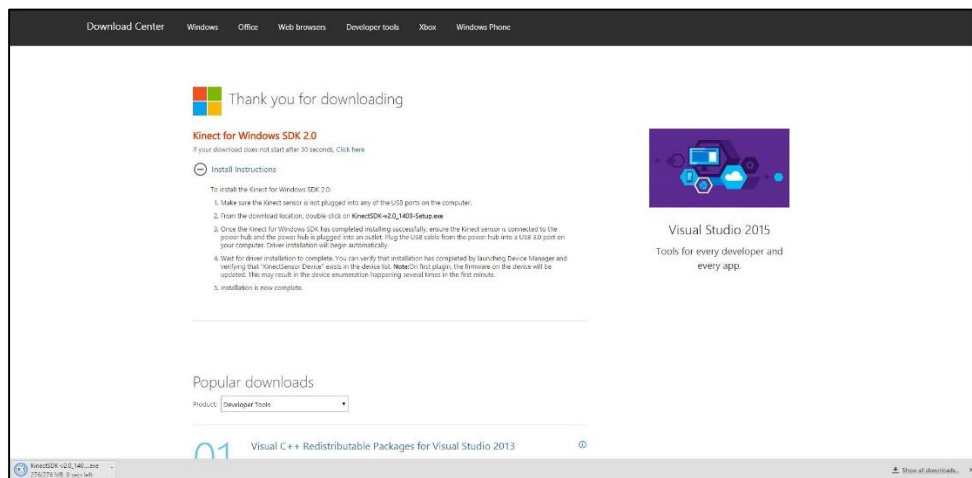 Download Center Windows Office Web browsers Developer tools Xbox Windows Phone
Thank you for downloading
Kinect for Windows SDK 2.0
If your download does not start after 30 seconds, Click here
Install Instructions
To install the Kinect for Windows SDK 2.0:
1. Make sure the Kinect sensor is not plugged into any of the USB ports on the computer.
2. From the download location, double-click on KinectSDK-v2.0_1409-Setup.exe
3. Once the Kinect for Windows SDK has completed installing successfully, ensure the Kinect sensor is connected to the
power hub and the power hub is plugged into an outlet. Plug the USB cable from the power hub into a USB 3.0 port on
your computer. Driver installation will begin automatically.
4. Wait for driver installation to complete. You can verify that installation has completed by launching Device Manager and
verifying that "KinectSensor Device" exists in the device list. Note:On first plugin, the firmware on the device will be
updated. This may result in the device enumeration happening several times in the first minute.
5. Installation is now complete.
Visual Studio 2015
Tools for every developer and
every app.
Popular downloads
Product: Developer Tools
01 Visual C++ Redistributable Packages for Visual Studio 2013
KinectSDK-v2.0_140...exe
276/276 MB, 0 secs left
Show all downloads...